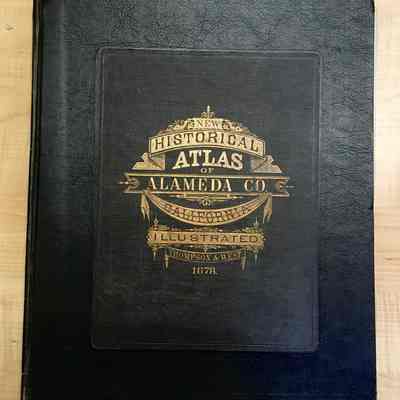 NEW
HISTORICAL
ATLAS
OF
ALAMEDA CO.
CALIFORNIA
ILLUSTRATED
THOMPSON & WEST
1878.